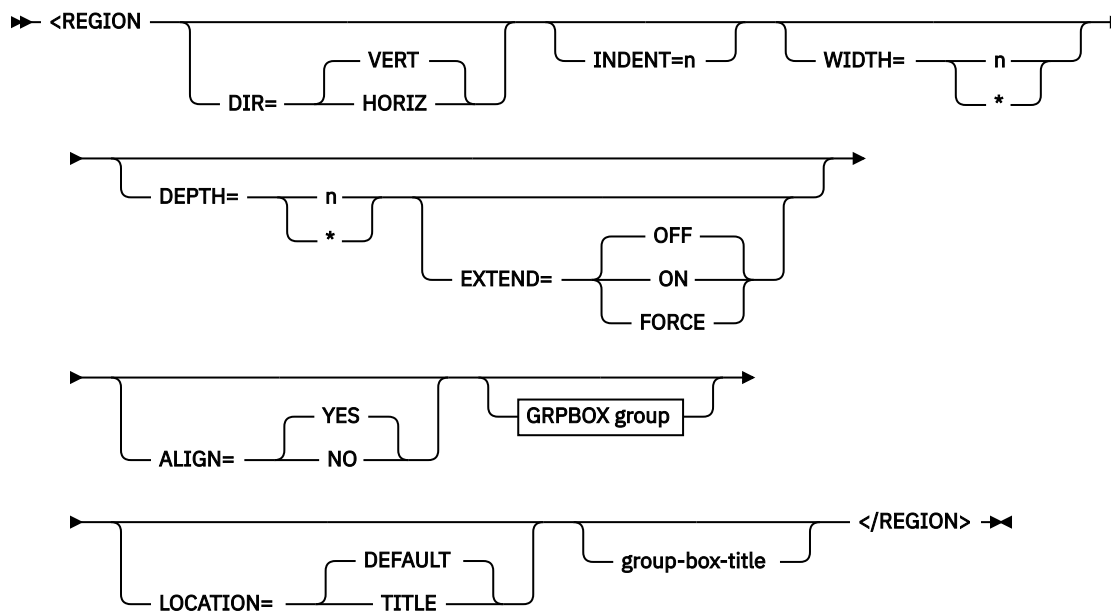 <REGION
VERT
DIR= HORIZ
INDENT=n
WIDTH= n
*
DEPTH= n
*
OFF
EXTEND= ON
FORCE
YES
ALIGN= NO
GRPBOX group
DEFAULT
LOCATION= TITLE
group-box-title
</REGION>